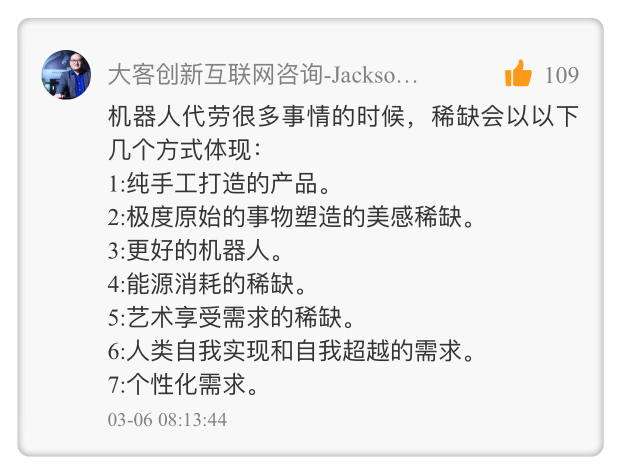 大客创新互联网咨询-Jackso…
109
机器人代劳很多事情的时候，稀缺会以以下
几个方式体现：
1:纯手工打造的产品。
2:极度原始的事物塑造的美感稀缺。
3:更好的机器人。
4:能源消耗的稀缺。
5:艺术享受需求的稀缺。
6:人类自我实现和自我超越的需求。
7:个性化需求。
03-06 08:13:44